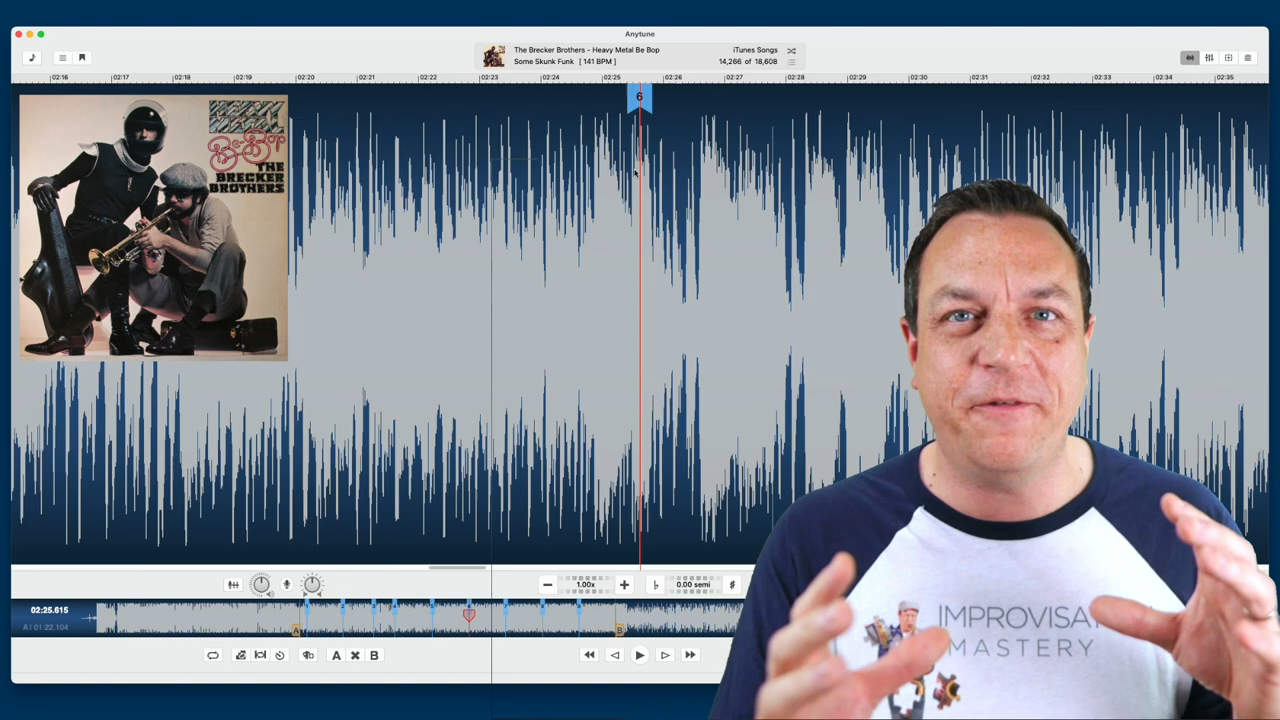 Anytune
The Brecker Brothers - Heavy Metal Be Bop
iTunes Songs
Some Skunk Funk [ 141 BPM ]
14,266 of 18,608
02:16 02:17 02:18 02:19 02:20 02:21 02:22 02:23 02:24 02:25 02:26 02:27 02:28 02:29 02:30 02:31 02:32 02:33 02:34 02:35
6
HEAVY METAL
Be-Bop
THE
BRECKER
BROTHERS
1.00x
♭ 0.00 semi ♯
02:25.615
A | 01:22.104
A
B
A B
IMPROVISA
MASTERY